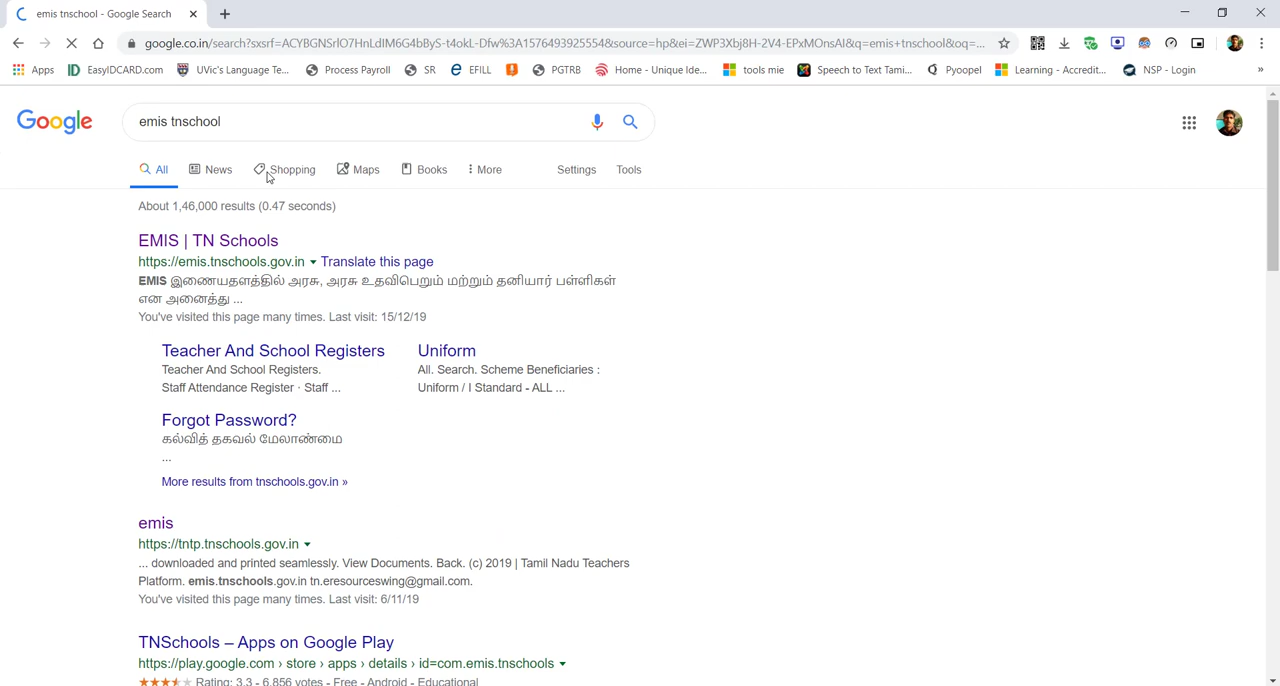 emis tnschool - Google Search
google.co.in/search?sxsrf=ACYBGNSrIO7HnLdIM6G4bByS-t4okL-Dfw%3A1576493925554&source=hp&ei=ZWP3Xbj8H-2V4-EPxMOnsAI&q=emis+tnschool&oq=...
Apps EasyIDCARD.com UVic's Language Te... Process Payroll SR EFILL PGTRB Home - Unique Ide... tools mie Speech to Text Tami... Pyoopel Learning - Accredit... NSP - Login »
Google emis tnschool
All News Shopping Maps Books More Settings Tools
About 1,46,000 results (0.47 seconds)
EMIS | TN Schools
https://emis.tnschools.gov.in Translate this page
EMIS இணையதளத்தில் அரசு, அரசு உதவிபெறும் மற்றும் தனியார் பள்ளிகள்
என அனைத்து ...
You've visited this page many times. Last visit: 15/12/19
Teacher And School Registers Uniform
Teacher And School Registers. All. Search. Scheme Beneficiaries :
Staff Attendance Register · Staff ... Uniform / I Standard - ALL ...
Forgot Password?
கல்வித் தகவல் மேலாண்மை
...
More results from tnschools.gov.in »
emis
https://tntp.tnschools.gov.in
... downloaded and printed seamlessly. View Documents. Back. (c) 2019 | Tamil Nadu Teachers
Platform. emis.tnschools.gov.in tn.eresourceswing@gmail.com.
You've visited this page many times. Last visit: 6/11/19
TNSchools – Apps on Google Play
https://play.google.com › store › apps › details › id=com.emis.tnschools
Rating: 3.3 - 6,856 votes - Free - Android - Educational